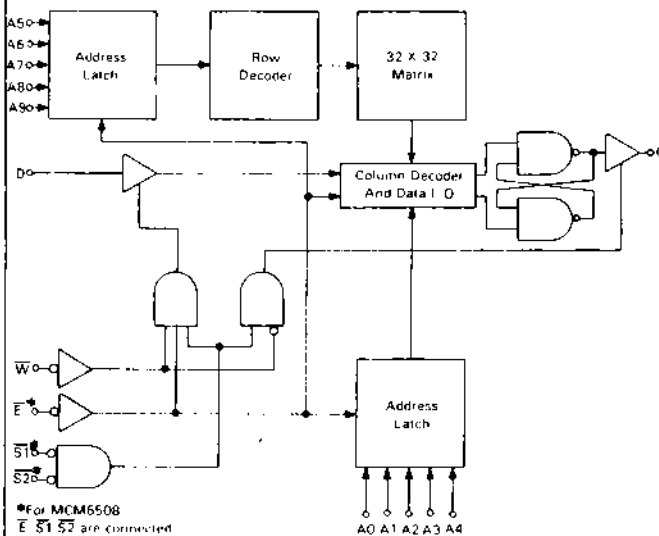 A5
A6
A7
A8
A9
Address
Latch
Row
Decoder
32 X 32
Matrix
D
Column Decoder
And Data I O
Q
W
E*
S1*
S2*
Address
Latch
A0 A1 A2 A3 A4
*For MCM6508
E S1 S2 are connected